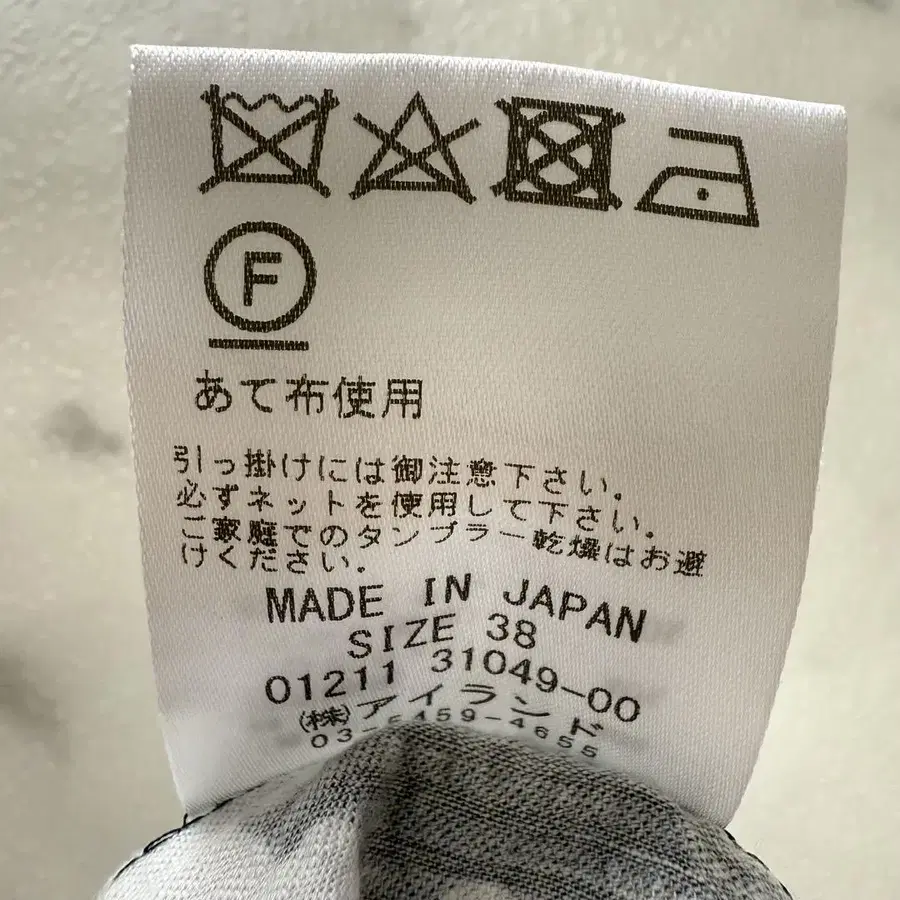 F
あて布使用
引っ掛けには御注意下さい。
必ずネットを使用して下さい。
ご家庭でのタンブラー乾燥はお避
けください。
MADE IN JAPAN
SIZE 38
01211 31049-00
㈱アイランド
03-5459-4655